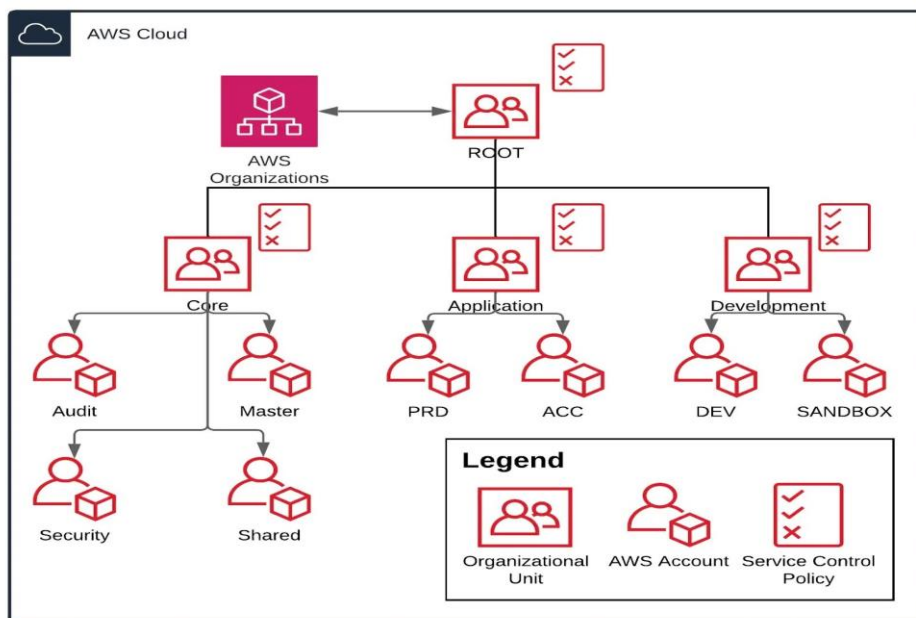 AWS Cloud
AWS
Organizations
ROOT
Core
Application
Development
Audit
Master
PRD
ACC
DEV
SANDBOX
Security
Shared
Legend
Organizational
Unit
AWS Account
Service Control
Policy